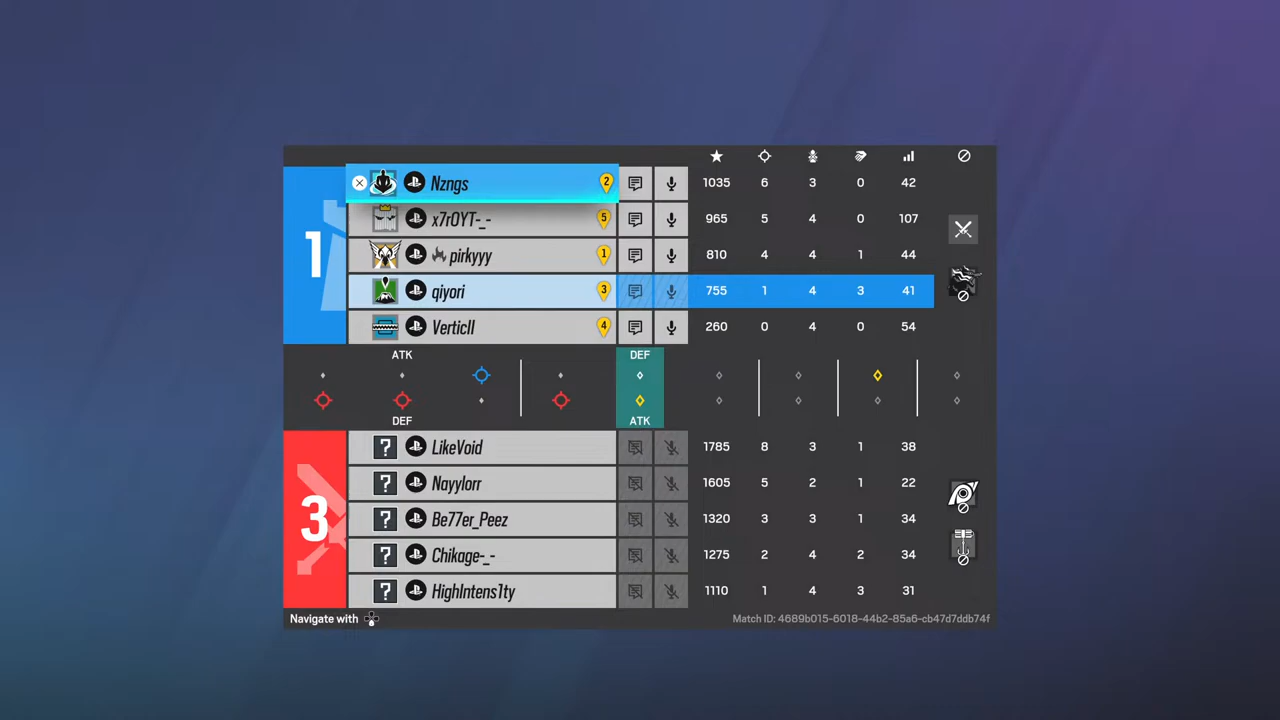 Nzngs 2 1035 6 3 0 42
x7rOYT-_- 5 965 5 4 0 107
1
pirkyyy 1 810 4 4 1 44
qiyori 3 755 1 4 3 41
Verticll 4 260 0 4 0 54
ATK DEF
DEF ATK
? LikeVoid 1785 8 3 1 38
? Nayylorr 1605 5 2 1 22
3
? Be77er_Peez 1320 3 3 1 34
? Chikage-_- 1275 2 4 2 34
? HighIntens1ty 1110 1 4 3 31
Navigate with Match ID: 4689b015-6018-44b2-85a6-cb47d7ddb74f